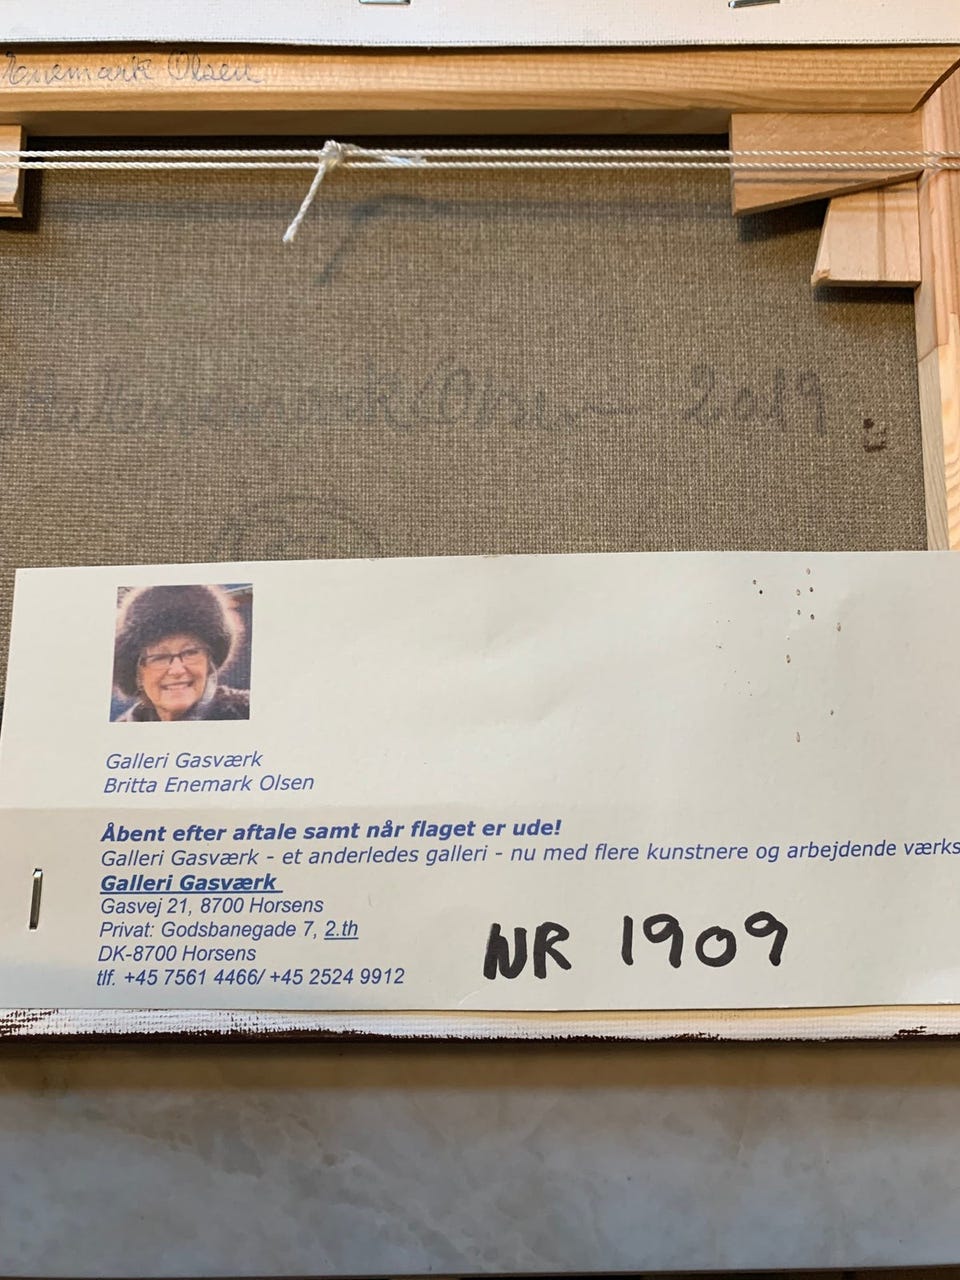 Enemark Olsen
Enemark Olsen 2019
Galleri Gasværk
Britta Enemark Olsen
Åbent efter aftale samt når flaget er ude!
Galleri Gasværk - et anderledes galleri - nu med flere kunstnere og arbejdende værks
Galleri Gasværk
Gasvej 21, 8700 Horsens
Privat: Godsbanegade 7, 2.th
DK-8700 Horsens
tlf. +45 7561 4466/ +45 2524 9912
NR 1909